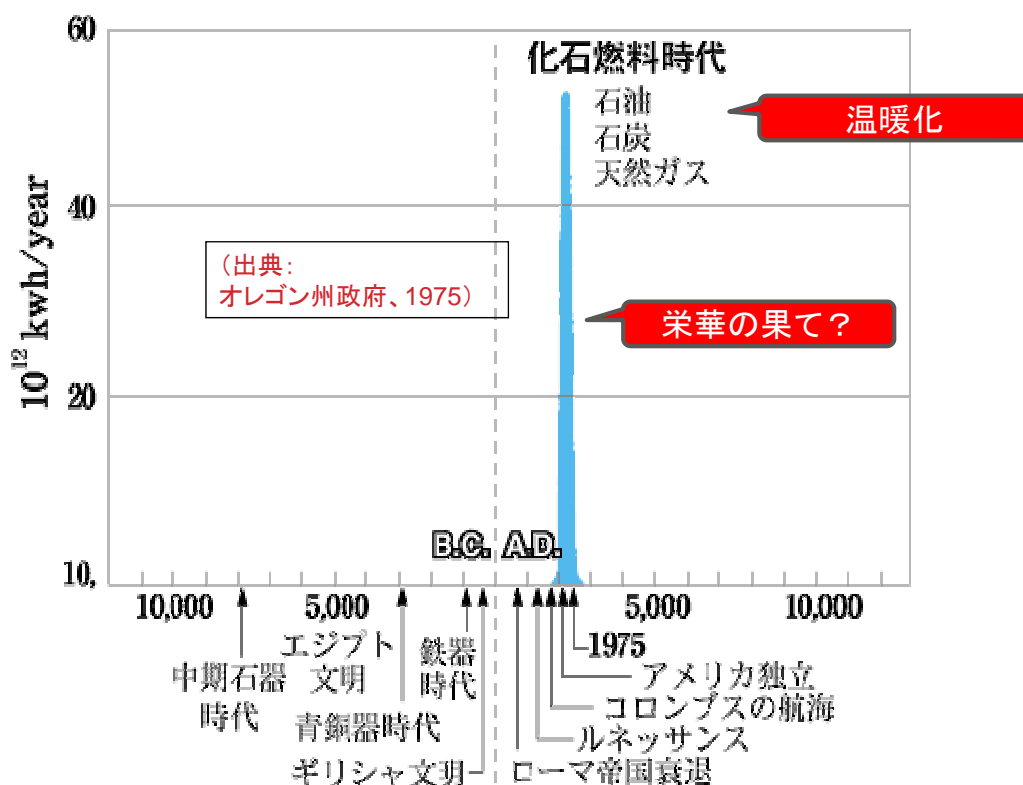 60
化石燃料時代
石油
石炭
天然ガス
温暖化
40
10¹² kwh/year
（出典：
オレゴン州政府、1975）
栄華の果て？
20
B.C. A.D.
10,
10,000 5,000 5,000 10,000
中期石器
時代
エジプト
文明
青銅器時代
鉄器
時代
ギリシャ文明
1975
アメリカ独立
コロンブスの航海
ルネッサンス
ローマ帝国衰退